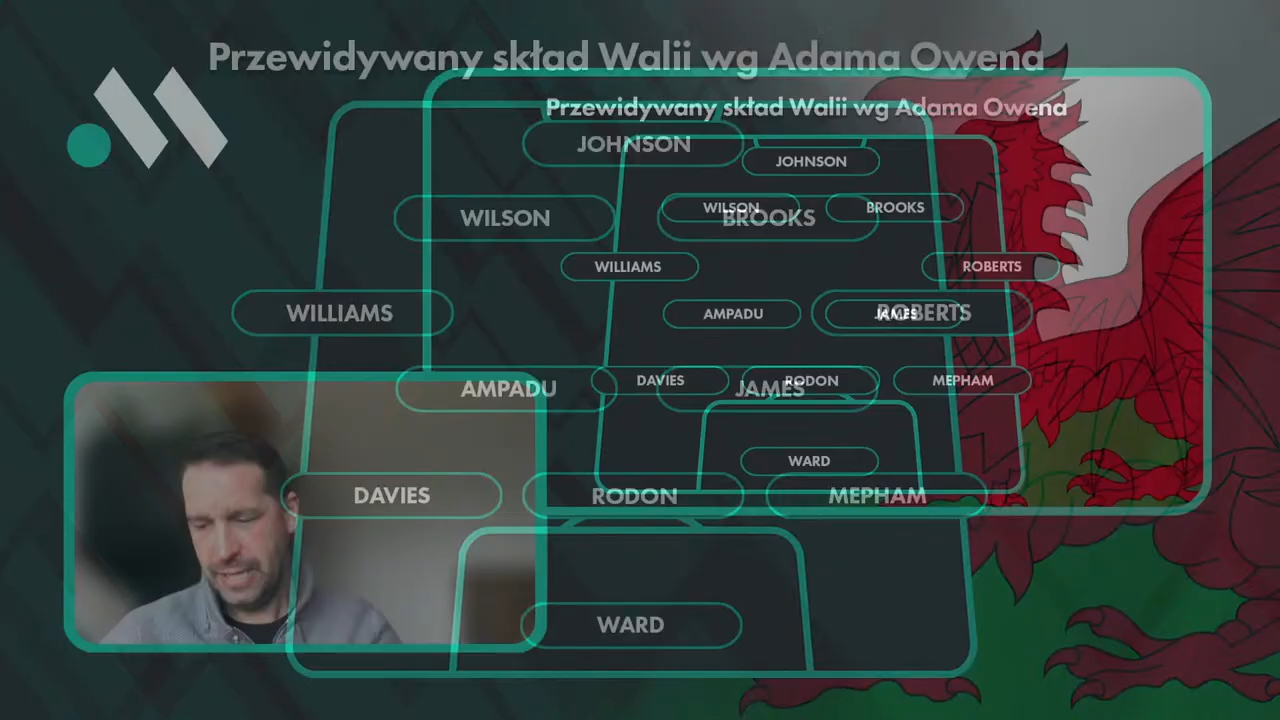 Przewidywany skład Walii wg Adama Owena
JOHNSON
WILSON BROOKS
WILLIAMS ROBERTS
AMPADU JAMES
DAVIES RODON MEPHAM
WARD
Przewidywany skład Walii wg Adama Owena
JOHNSON
WILSON BROOKS
WILLIAMS ROBERTS
AMPADU JAMES
DAVIES RODON MEPHAM
WARD